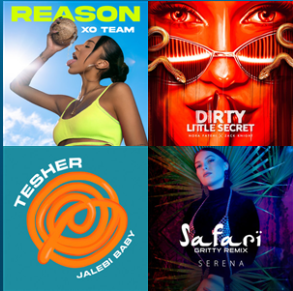 REASON
XO TEAM
DIRTY
LITTLE SECRET
TESHER
JALEBI BABY
Safari
GRITTY REMIX
SERENA